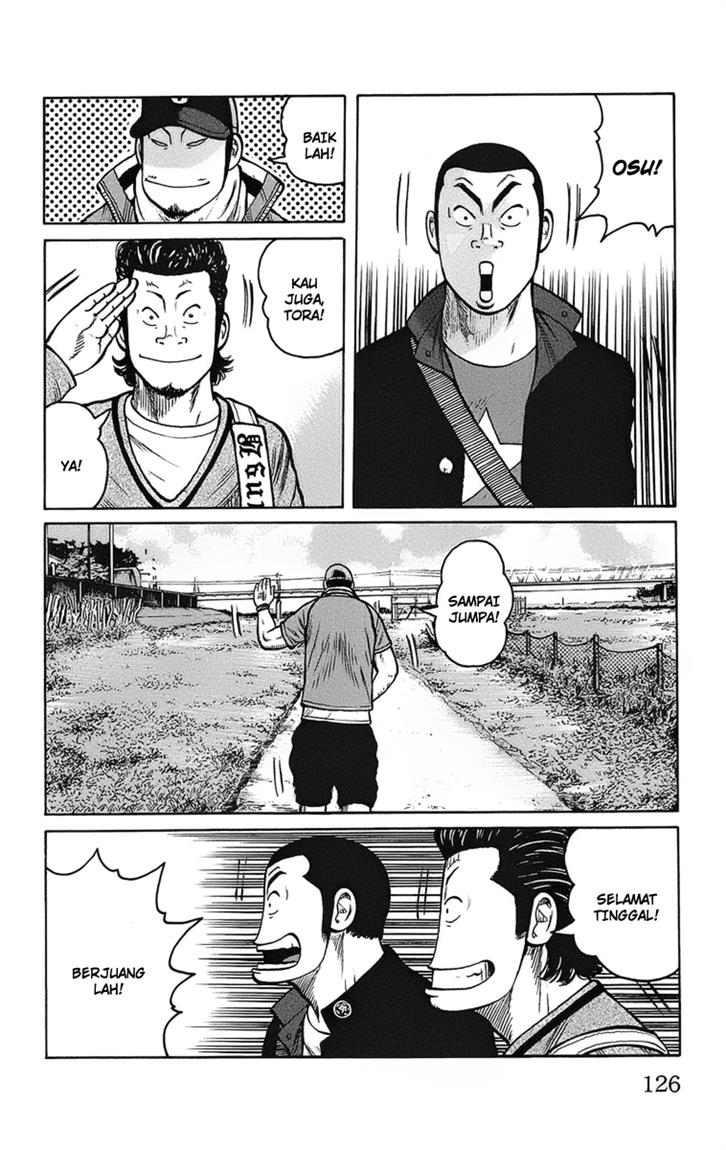 OSU!
BAIK
LAH!
KAU
JUGA,
TORA!
YA!
SAMPAI
JUMPA!
SELAMAT
TINGGAL!
BERJUANG
LAH!
126